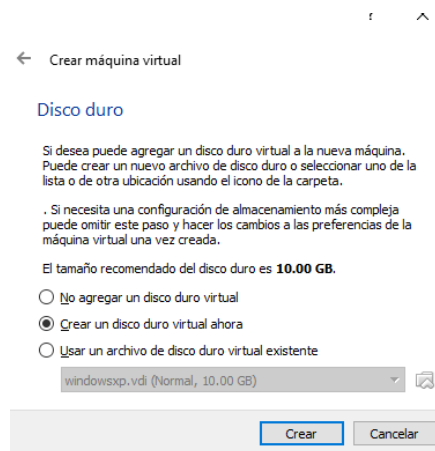 Crear máquina virtual
Disco duro
Si desea puede agregar un disco duro virtual a la nueva máquina.
Puede crear un nuevo archivo de disco duro o seleccionar uno de la
lista o de otra ubicación usando el icono de la carpeta.
. Si necesita una configuración de almacenamiento más compleja
puede omitir este paso y hacer los cambios a las preferencias de la
máquina virtual una vez creada.
El tamaño recomendado del disco duro es 10.00 GB.
No agregar un disco duro virtual
Crear un disco duro virtual ahora
Usar un archivo de disco duro virtual existente
windowsxp.vdi (Normal, 10.00 GB)
Crear
Cancelar